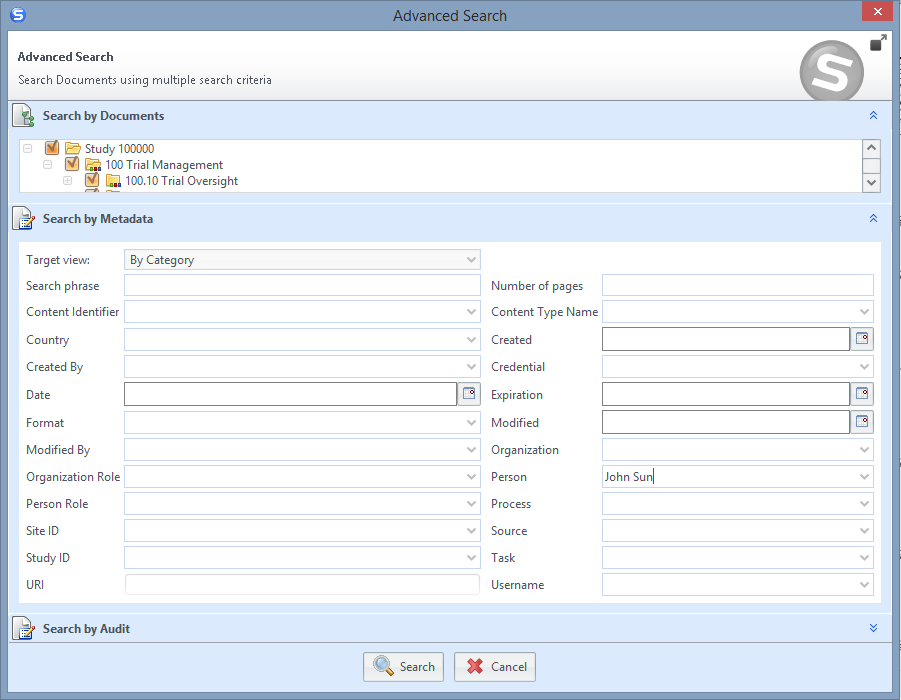 S
Advanced Search
Advanced Search
Search Documents using multiple search criteria
S
Search by Documents
Study 100000
100 Trial Management
100.10 Trial Oversight
Search by Metadata
Target view: By Category
Search phrase Number of pages
Content Identifier Content Type Name
Country Created
Created By Credential
Date Expiration
Format Modified
Modified By Organization
Organization Role Person John Sun
Person Role Process
Site ID Source
Study ID Task
URI Username
Search by Audit
Search Cancel